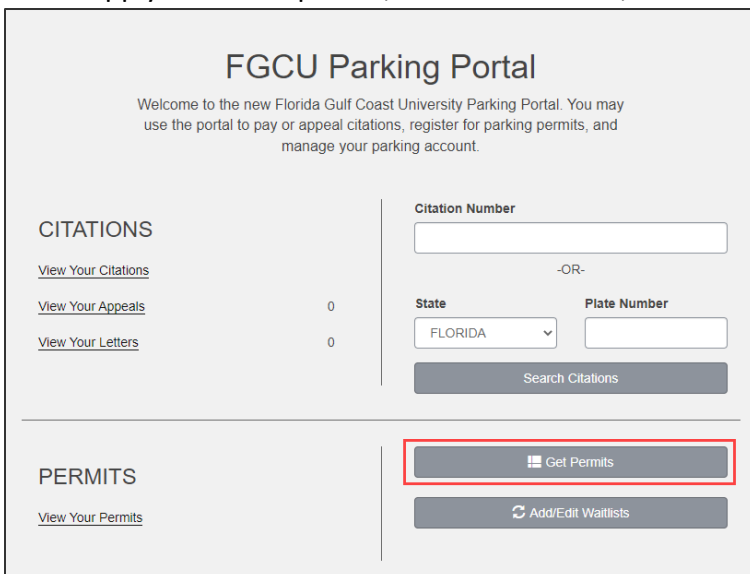 FGCU Parking Portal
Welcome to the new Florida Gulf Coast University Parking Portal. You may
use the portal to pay or appeal citations, register for parking permits, and
manage your parking account.
CITATIONS
View Your Citations
View Your Appeals 0
View Your Letters 0
Citation Number
-OR-
State Plate Number
FLORIDA
Search Citations
PERMITS
View Your Permits
Get Permits
Add/Edit Waitlists